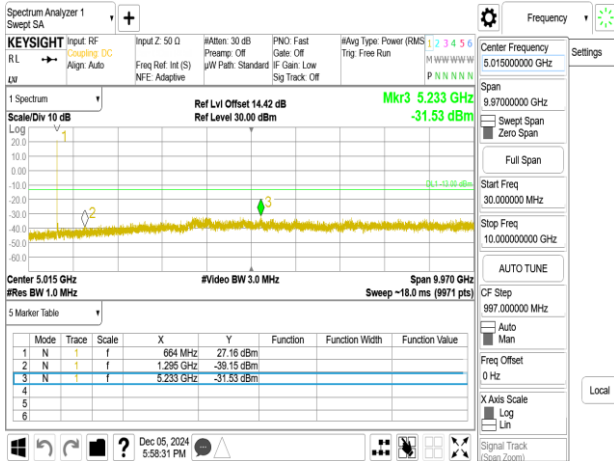 Spectrum Analyzer 1
Swept SA
Frequency
Settings
KEYSIGHT Input: RF Input Z: 50 Ω #Atten: 30 dB PNO: Fast #Avg Type: Power (RMS 1 2 3 4 5 6
RL Coupling: DC Preamp: Off Gate: Off Trig: Free Run M W W W W W
Align: Auto Freq Ref: Int (S) µW Path: Standard IF Gain: Low
NFE: Adaptive Sig Track: Off P N N N N N
1 Spectrum
Scale/Div 10 dB
Ref Lvl Offset 14.42 dB
Ref Level 30.00 dBm
Mkr3 5.233 GHz
-31.53 dBm
Log
20.0
10.0
0.00
-10.0
-20.0
-30.0
-40.0
-50.0
-60.0
DL1 -13.00 dBm
1
2
3
Center 5.015 GHz #Video BW 3.0 MHz Span 9.970 GHz
#Res BW 1.0 MHz Sweep ~18.0 ms (9971 pts)
5 Marker Table
Mode Trace Scale X Y Function Function Width Function Value
1 N 1 f 664 MHz 27.16 dBm
2 N 1 f 1.295 GHz -39.15 dBm
3 N 1 f 5.233 GHz -31.53 dBm
4
5
6
Dec 05, 2024
5:58:31 PM
Center Frequency
5.015000000 GHz
Span
9.97000000 GHz
Swept Span
Zero Span
Full Span
Start Freq
30.000000 MHz
Stop Freq
10.000000000 GHz
AUTO TUNE
CF Step
997.000000 MHz
Auto
Man
Freq Offset
0 Hz
X Axis Scale
Log
Lin
Signal Track
(Span Zoom)
Local